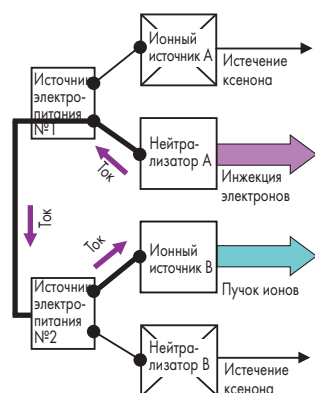 Ионный
источник А
Истечение
ксенона
Источник
электро-
питания
№1
Нейтра-
лизатор А
Ток
Инжекция
электронов
Ток
Ток
Ионный
источник В
Пучок ионов
Источник
электро-
питания
№2
Нейтра-
лизатор В
Истечение
ксенона